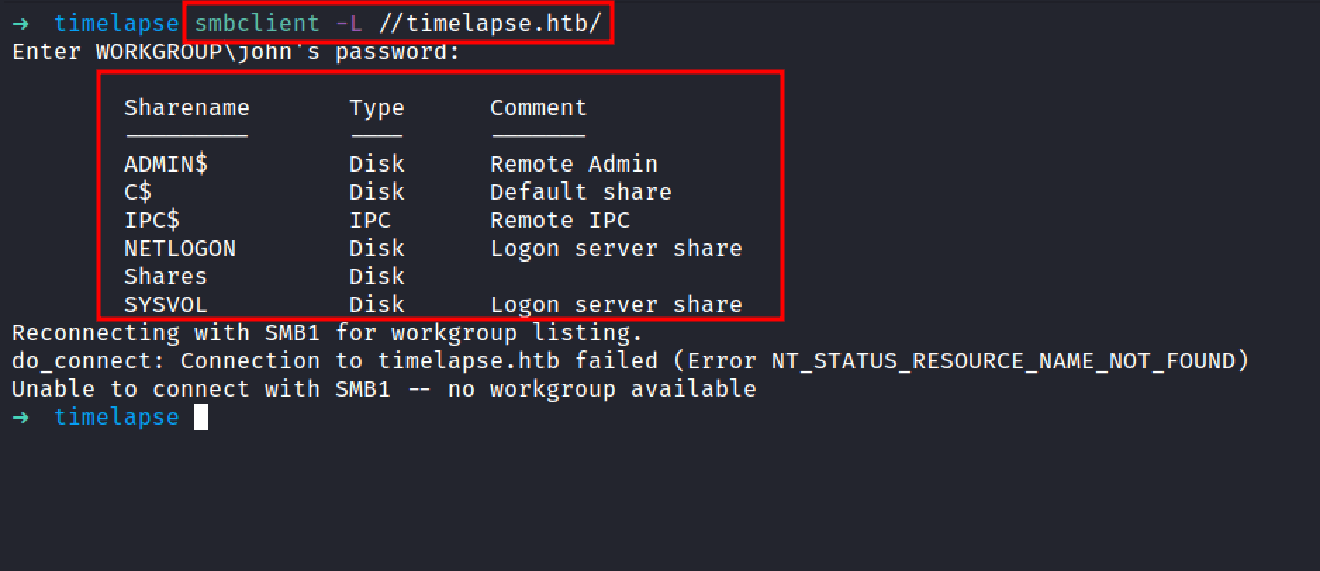 → timelapse smbclient -L //timelapse.htb/
Enter WORKGROUP\john's password:
Sharename Type Comment
ADMIN$ Disk Remote Admin
C$ Disk Default share
IPC$ IPC Remote IPC
NETLOGON Disk Logon server share
Shares Disk
SYSVOL Disk Logon server share
Reconnecting with SMB1 for workgroup listing.
do_connect: Connection to timelapse.htb failed (Error NT_STATUS_RESOURCE_NAME_NOT_FOUND)
Unable to connect with SMB1 -- no workgroup available
→ timelapse